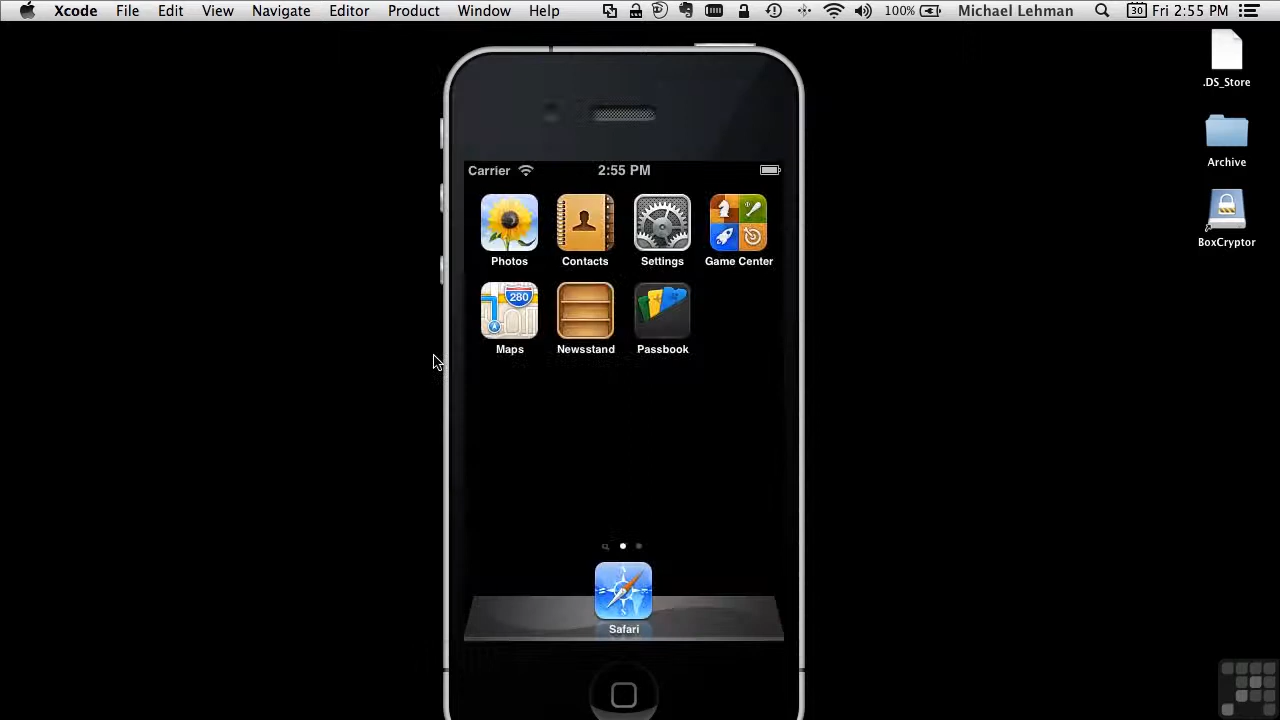 Xcode File Edit View Navigate Editor Product Window Help 100% Michael Lehman 30 Fri 2:55 PM
.DS_Store
Archive
BoxCryptor
Carrier 2:55 PM
Photos Contacts Settings Game Center
280
Maps Newsstand Passbook
Safari